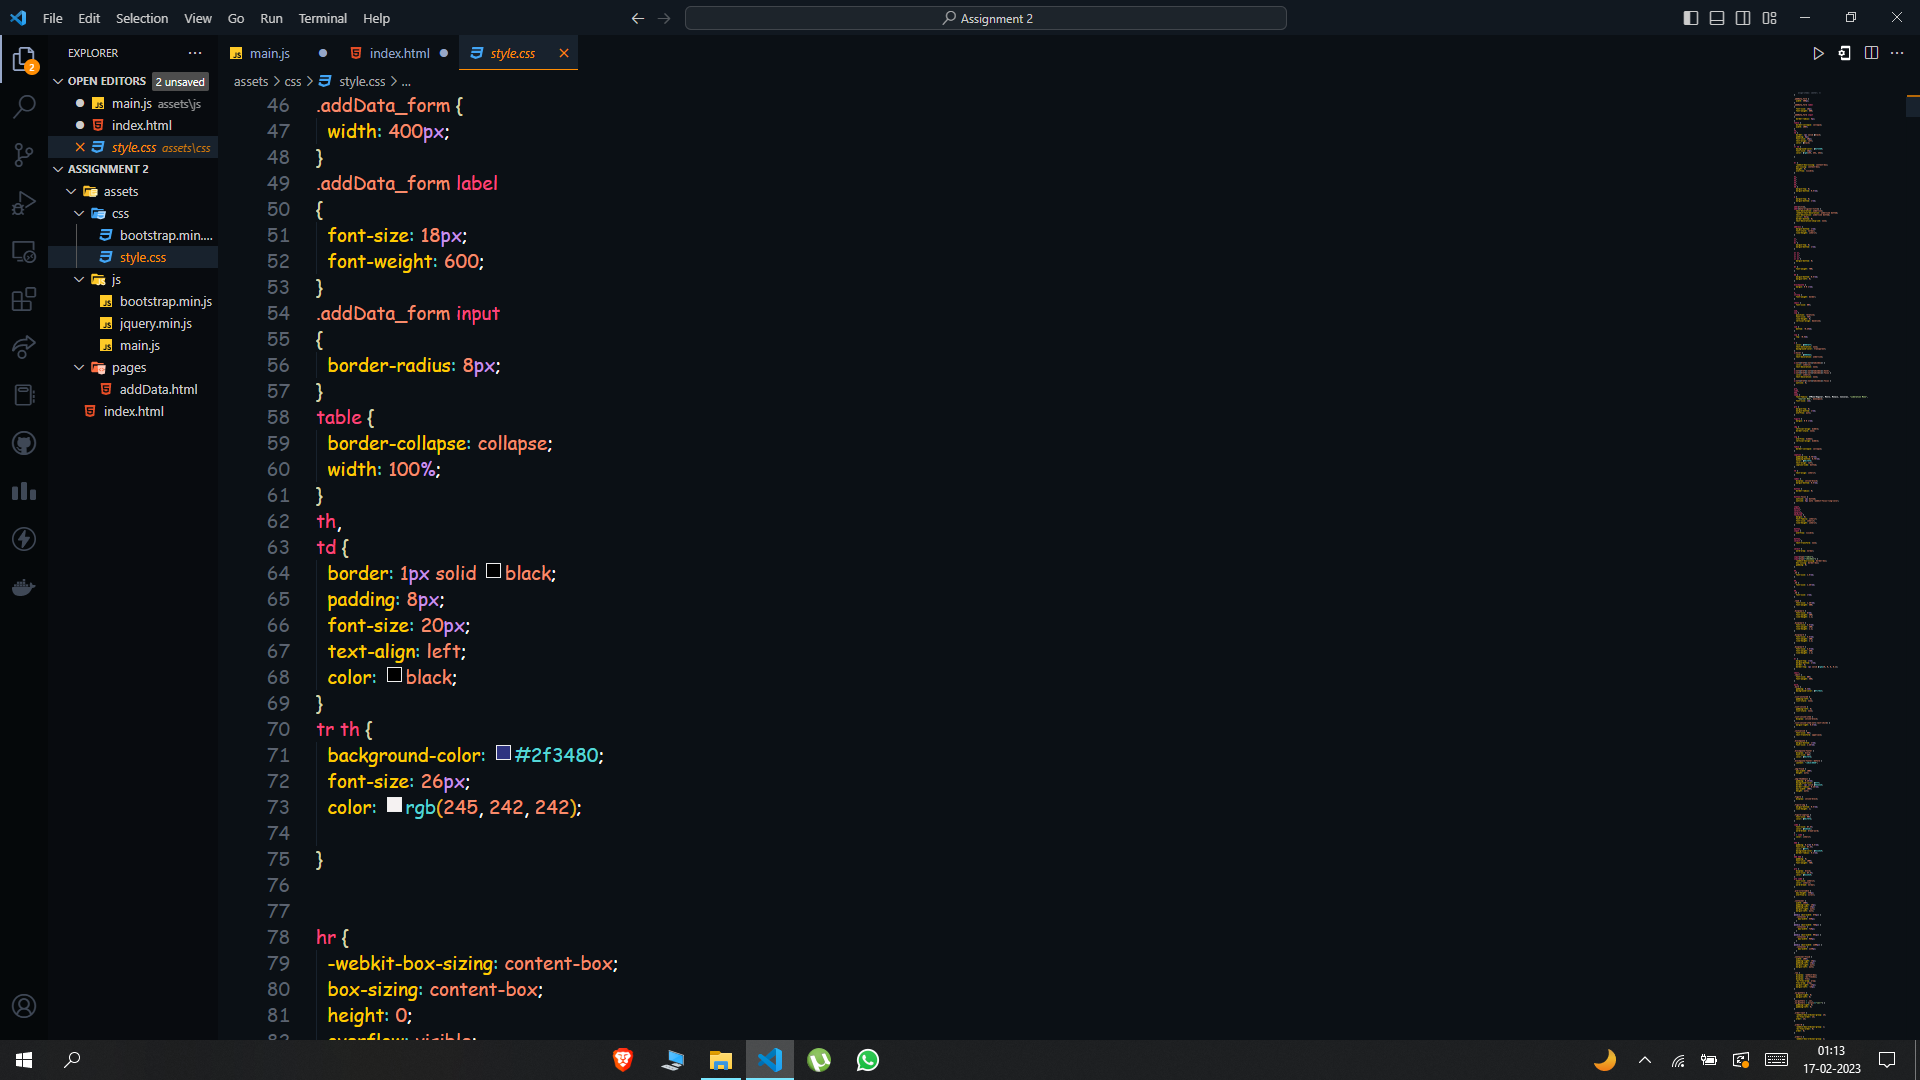 File Edit Selection View Go Run Terminal Help
Assignment 2
EXPLORER
OPEN EDITORS 2 unsaved
main.js assets\js
index.html
style.css assets\css
ASSIGNMENT 2
assets
css
bootstrap.min....
style.css
js
bootstrap.min.js
jquery.min.js
main.js
pages
addData.html
index.html
2
main.js index.html style.css
assets > css > style.css > ...
46 .addData_form {
47 width: 400px;
48 }
49 .addData_form label
50 {
51 font-size: 18px;
52 font-weight: 600;
53 }
54 .addData_form input
55 {
56 border-radius: 8px;
57 }
58 table {
59 border-collapse: collapse;
60 width: 100%;
61 }
62 th,
63 td {
64 border: 1px solid black;
65 padding: 8px;
66 font-size: 20px;
67 text-align: left;
68 color: black;
69 }
70 tr th {
71 background-color: #2f3480;
72 font-size: 26px;
73 color: rgb(245, 242, 242);
74
75 }
76
77
78 hr {
79 -webkit-box-sizing: content-box;
80 box-sizing: content-box;
81 height: 0;
82 overflow: visible;
01:13
17-02-2023